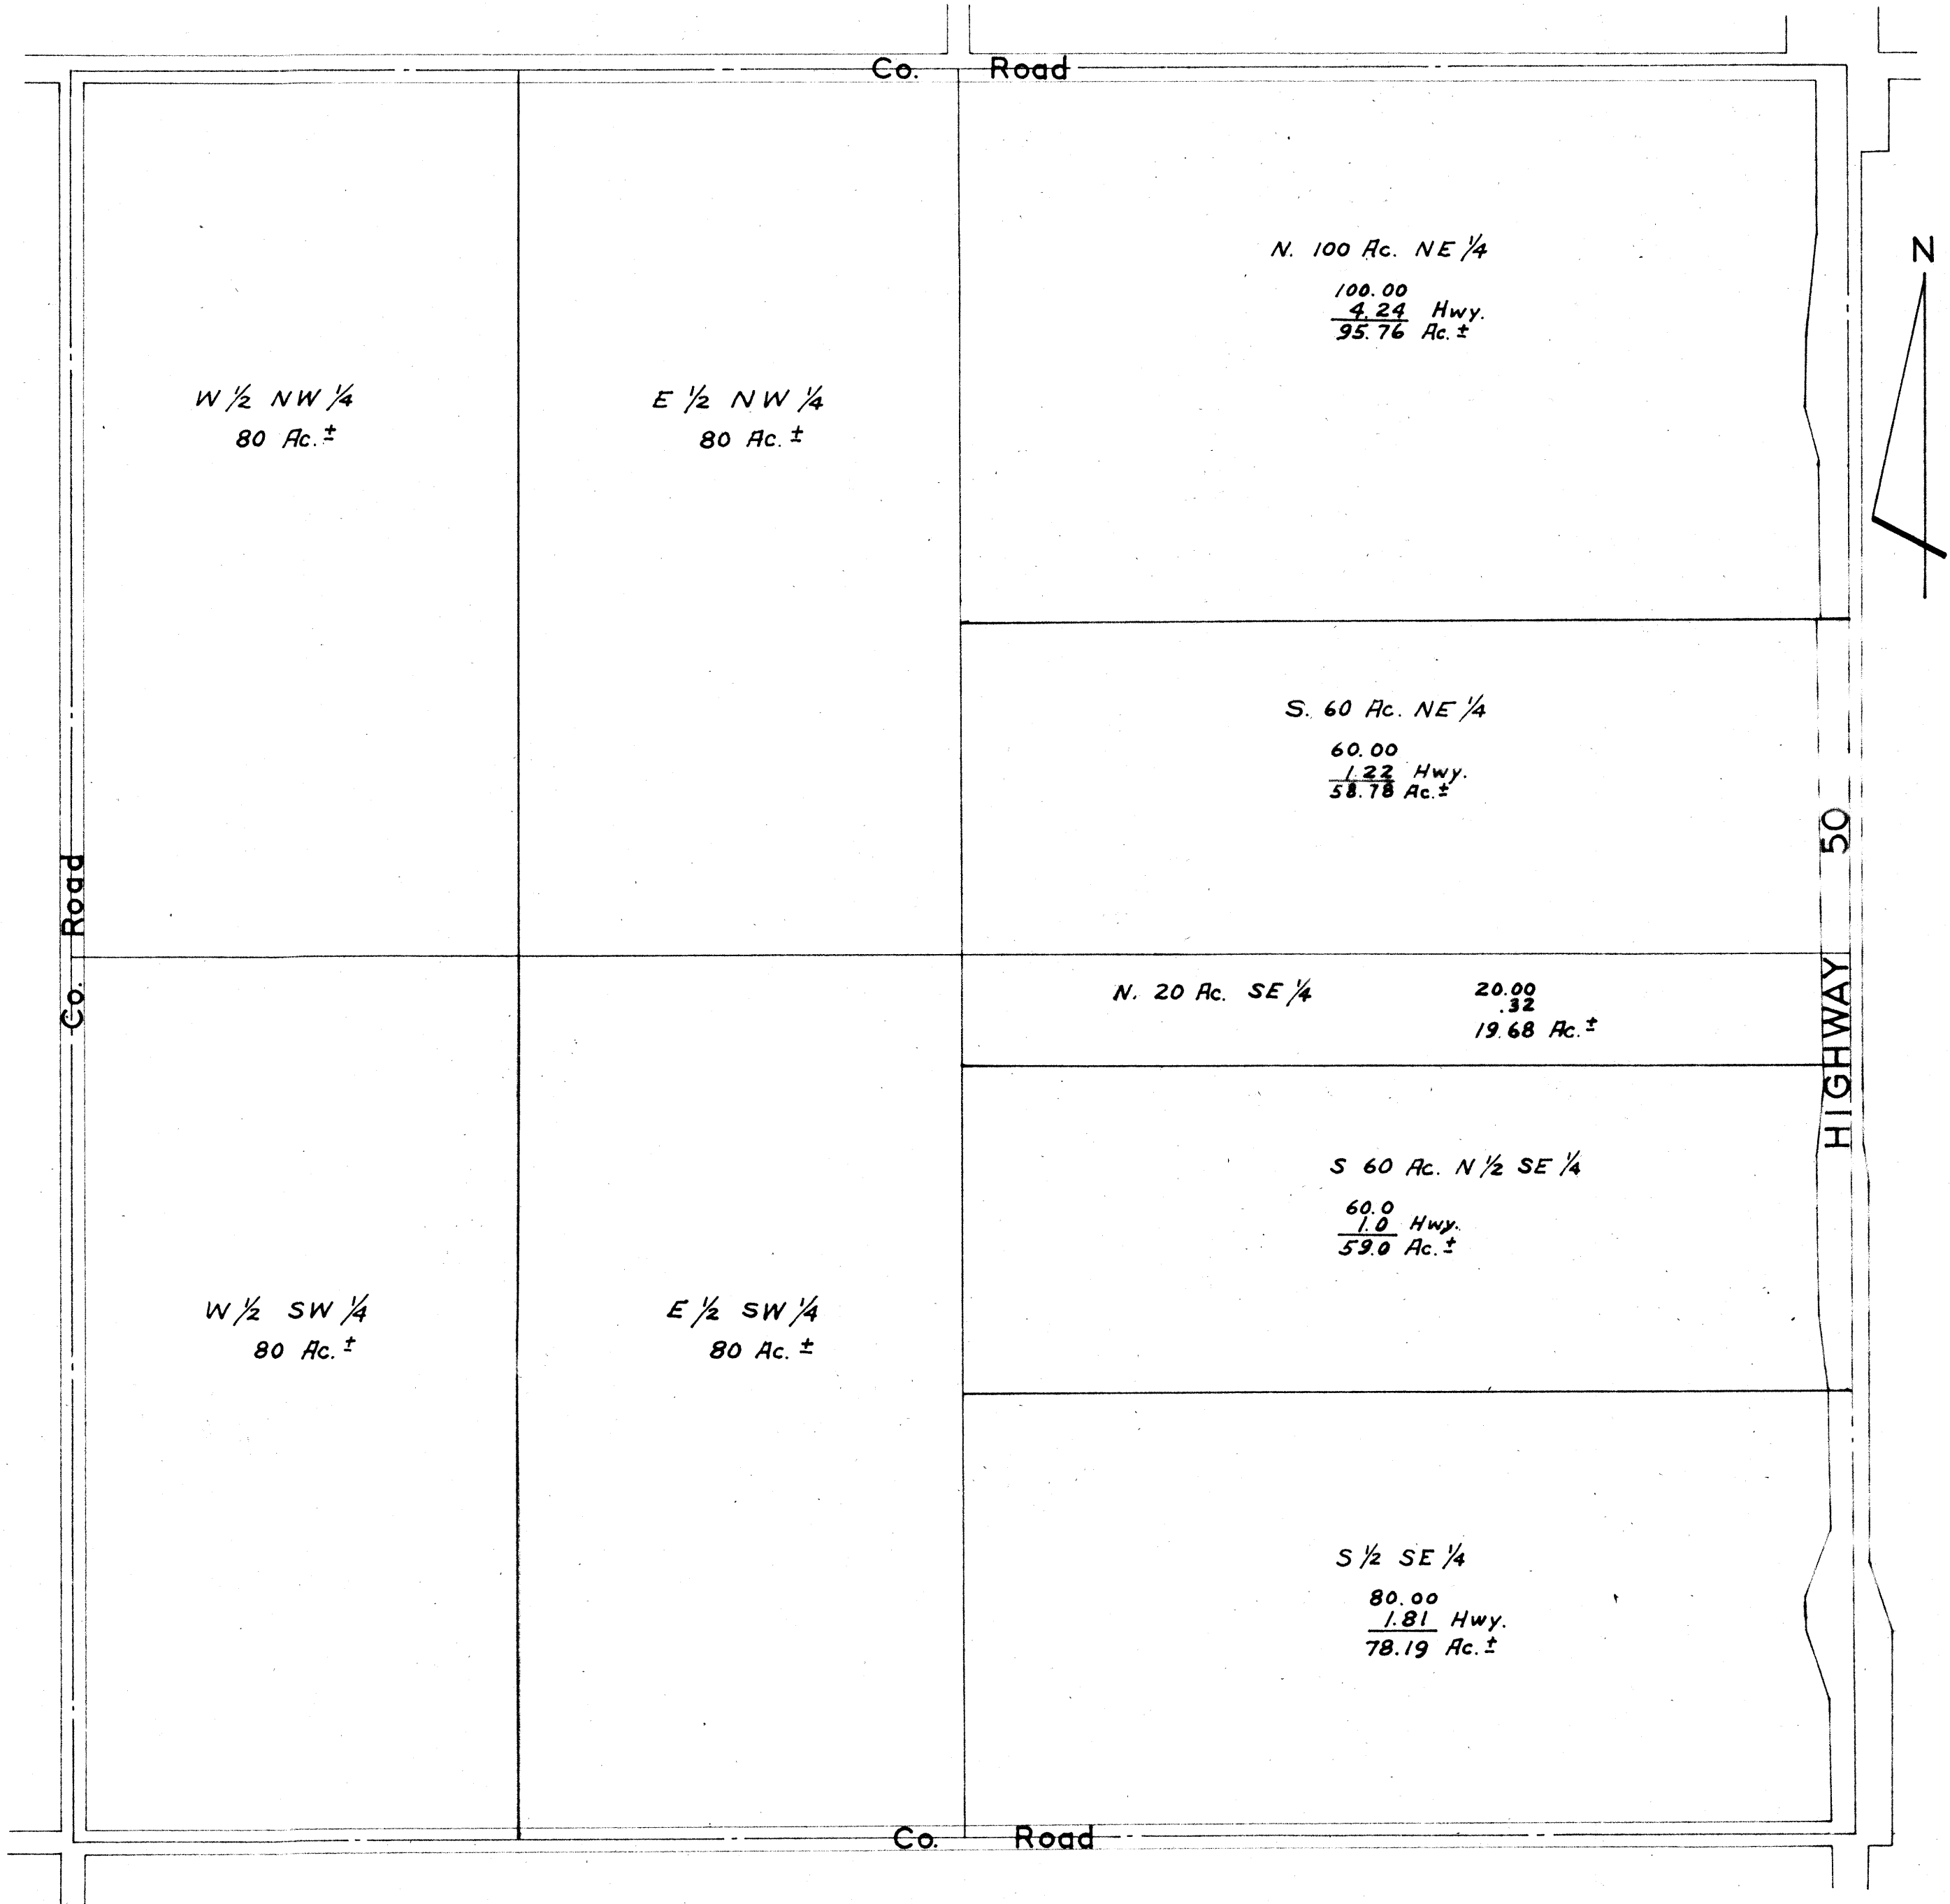 Co. Road
N
N. 100 Ac. NE 1/4
100.00
4.24 Hwy.
95.76 Ac. ±
W 1/2 NW 1/4
80 Ac. ±
E 1/2 NW 1/4
80 Ac. ±
S. 60 Ac. NE 1/4
60.00
1.22 Hwy.
58.78 Ac. ±
Co. Road
HIGHWAY 50
N. 20 Ac. SE 1/4
20.00
.32
19.68 Ac. ±
S 60 Ac. N 1/2 SE 1/4
60.0
1.0 Hwy.
59.0 Ac. ±
W 1/2 SW 1/4
80 Ac. ±
E 1/2 SW 1/4
80 Ac. ±
S 1/2 SE 1/4
80.00
1.81 Hwy.
78.19 Ac. ±
Co. Road